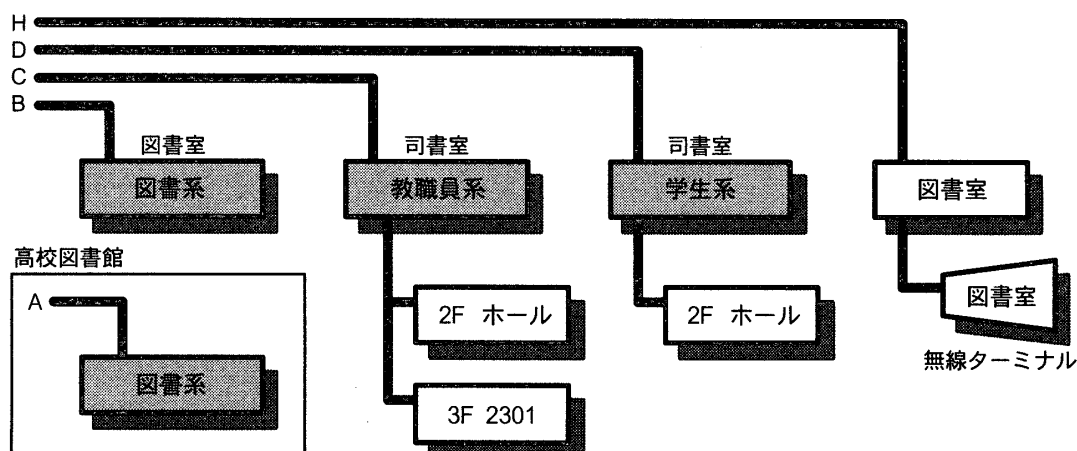 H
D
C
B
図書室
司書室
司書室
図書系
教職員系
学生系
図書室
高校図書館
A
図書系
2F ホール
2F ホール
図書室
無線ターミナル
3F 2301